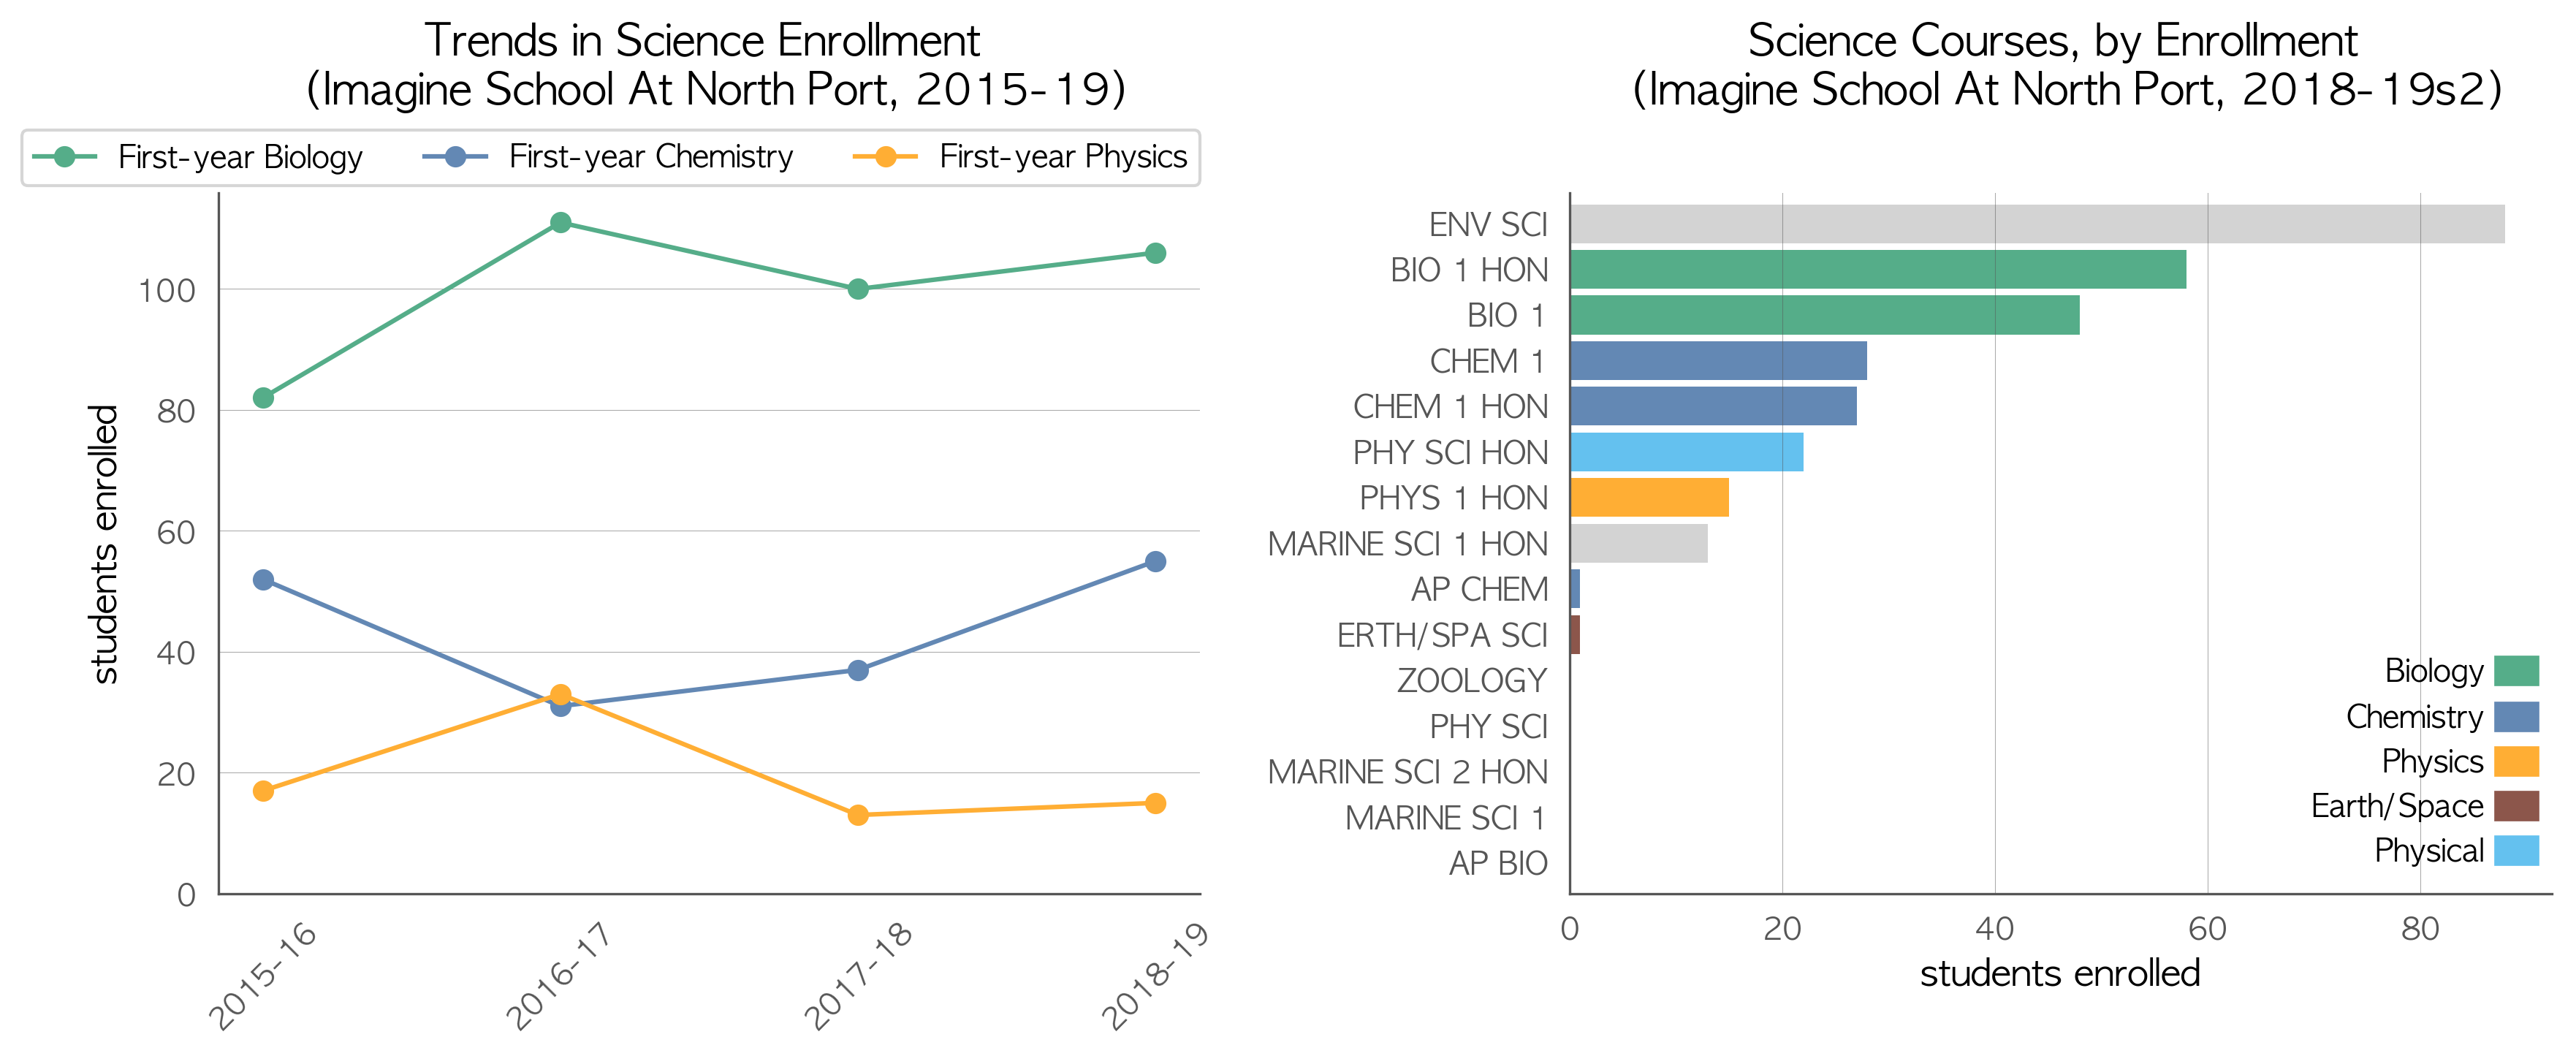 Trends in Science Enrollment
(Imagine School At North Port, 2015-19)
First-year Biology
First-year Chemistry
First-year Physics
100
80
60
40
20
0
students enrolled
2015-16
2016-17
2017-18
2018-19
Science Courses, by Enrollment
(Imagine School At North Port, 2018-19s2)
ENV SCI
BIO 1 HON
BIO 1
CHEM 1
CHEM 1 HON
PHY SCI HON
PHYS 1 HON
MARINE SCI 1 HON
AP CHEM
ERTH/SPA SCI
ZOOLOGY
PHY SCI
MARINE SCI 2 HON
MARINE SCI 1
AP BIO
Biology
Chemistry
Physics
Earth/Space
Physical
0
20
40
60
80
students enrolled